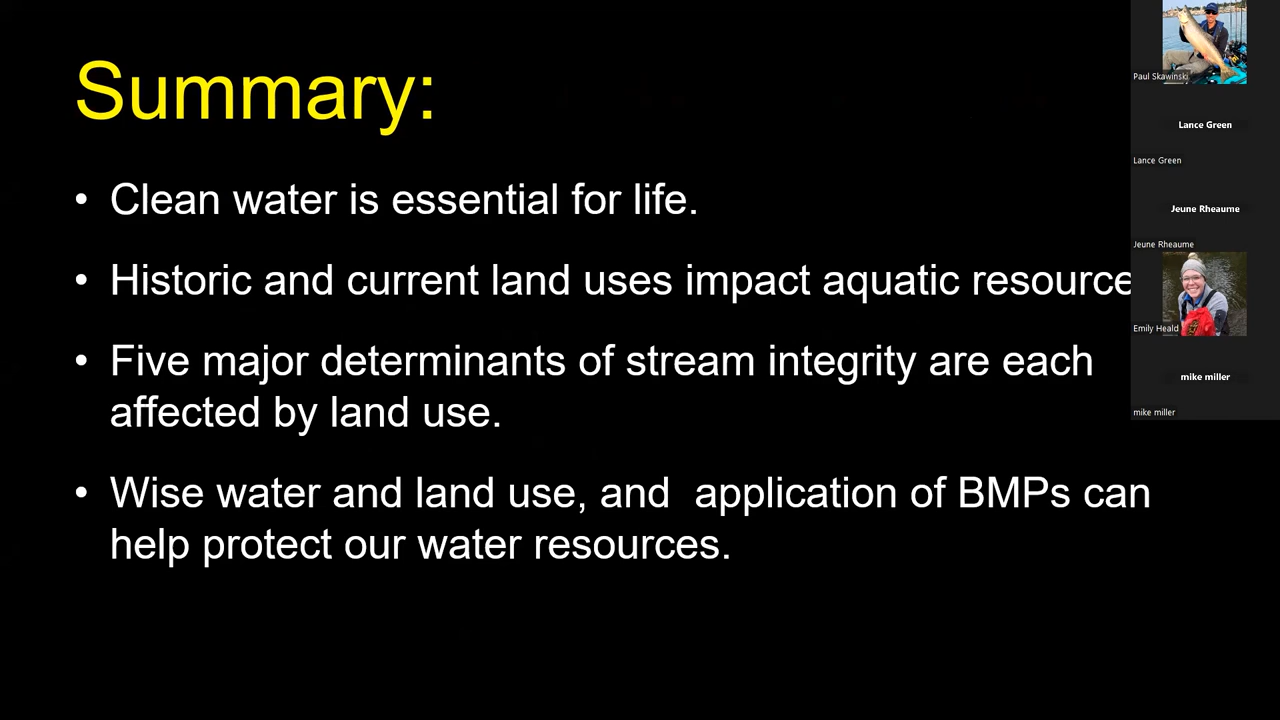 Summary:
• Clean water is essential for life.
• Historic and current land uses impact aquatic resource
• Five major determinants of stream integrity are each
affected by land use.
• Wise water and land use, and  application of BMPs can
help protect our water resources.
Paul Skawinski
Lance Green
Lance Green
Jeune Rheaume
Jeune Rheaume
Emily Heald
mike miller
mike miller